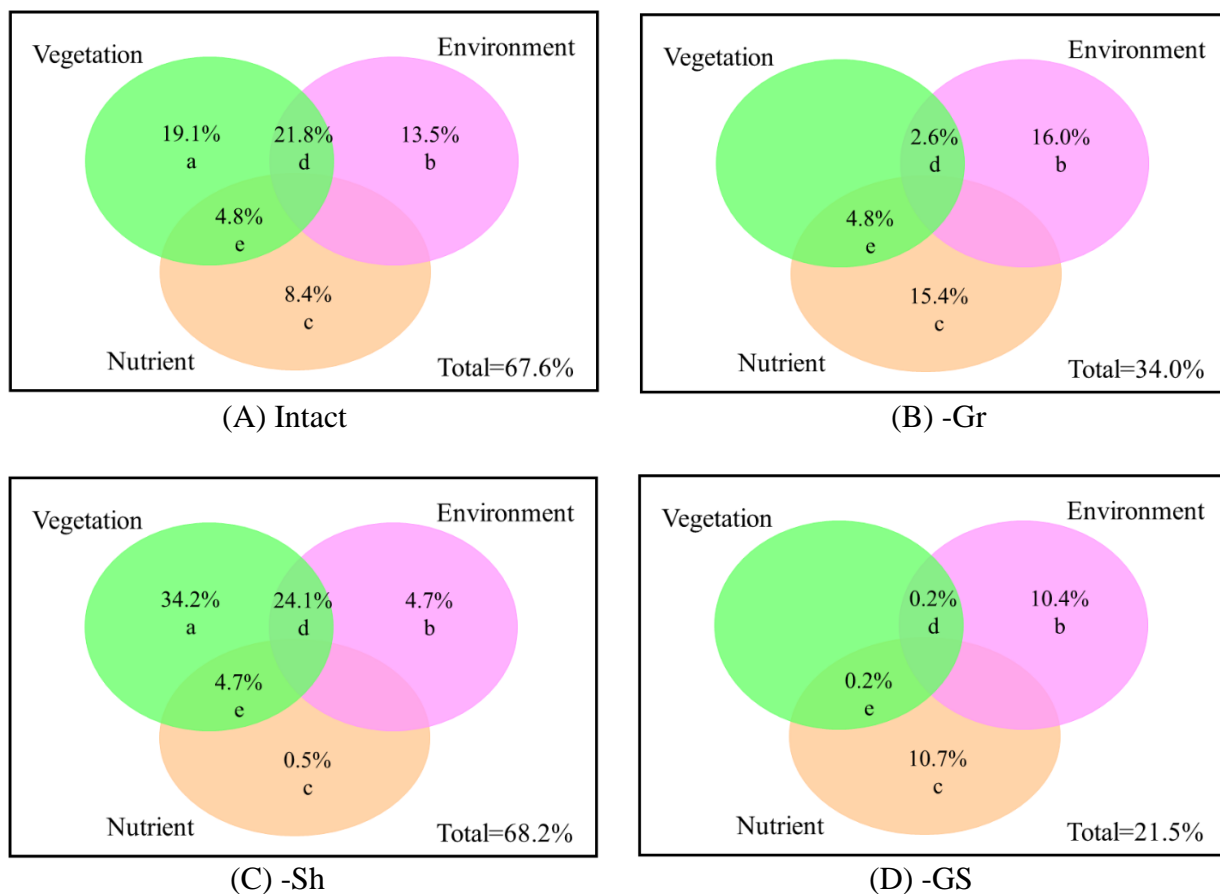 Vegetation
Environment
19.1%
21.8%
13.5%
a
d
b
4.8%
e
8.4%
c
Nutrient
Total=67.6%
(A) Intact
Vegetation
Environment
2.6%
16.0%
d
b
4.8%
e
15.4%
c
Nutrient
Total=34.0%
(B) -Gr
Vegetation
Environment
34.2%
24.1%
4.7%
a
d
b
4.7%
e
0.5%
c
Nutrient
Total=68.2%
(C) -Sh
Vegetation
Environment
0.2%
10.4%
d
b
0.2%
e
10.7%
c
Nutrient
Total=21.5%
(D) -GS